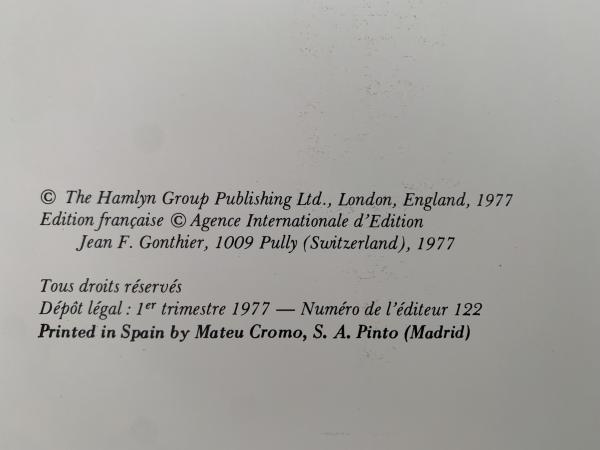 © The Hamlyn Group Publishing Ltd., London, England, 1977
Edition française © Agence Internationale d'Edition
Jean F. Gonthier, 1009 Pully (Switzerland), 1977
Tous droits réservés
Dépôt légal : 1er trimestre 1977 — Numéro de l'éditeur 122
Printed in Spain by Mateu Cromo, S. A. Pinto (Madrid)